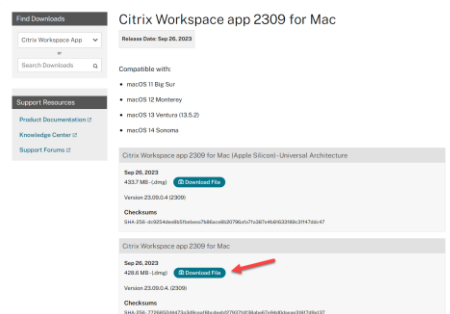 Find Downloads
Citrix Workspace App
Search Downloads
Support Resources
Product Documentation
Knowledge Center
Support Forums
Citrix Workspace app 2309 for Mac
Release Date: Sep 26, 2023
Compatible with:
• macOS 11 Big Sur
• macOS 12 Monterey
• macOS 13 Ventura (13.5.2)
• macOS 14 Sonoma
Citrix Workspace app 2309 for Mac (Apple Silicon) - Universal Architecture
Sep 26, 2023
433.7 MB - (.dmg) Download File
Version 23.09.0.4 (2309)
Checksums
Citrix Workspace app 2309 for Mac
Sep 26, 2023
428.6 MB - (.dmg) Download File
Version 23.09.0.4. (2309)
Checksums